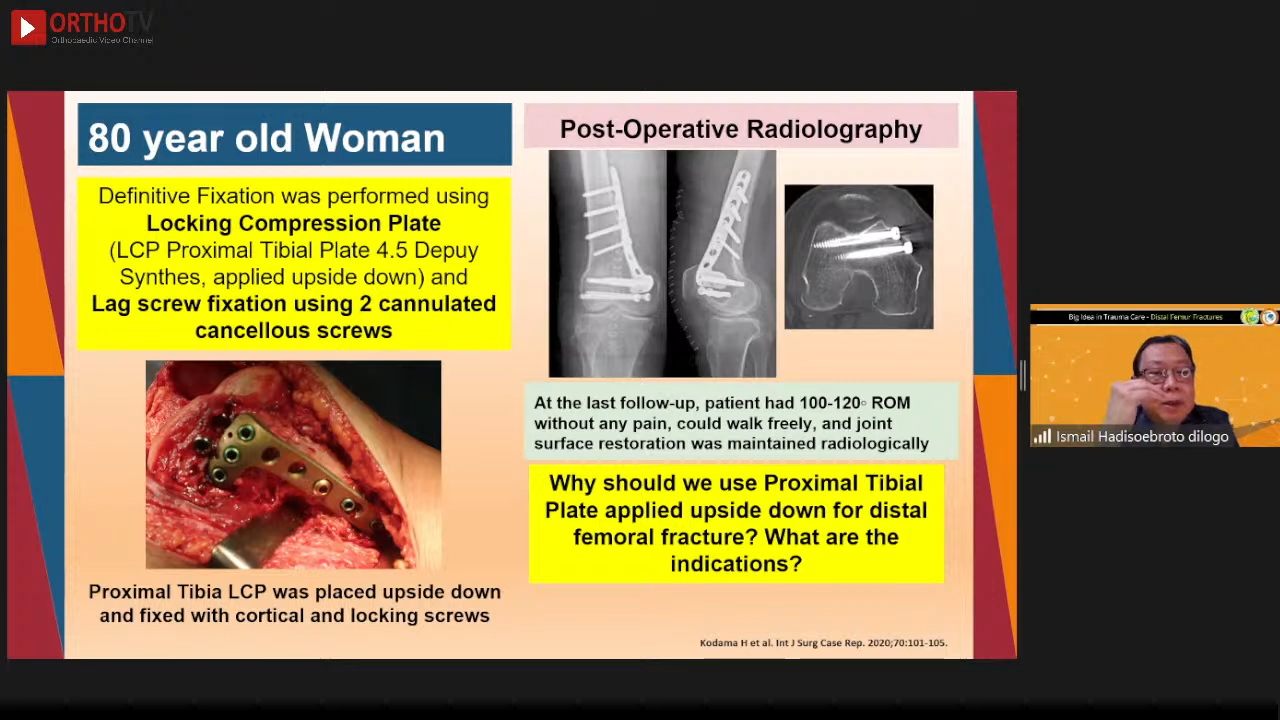 ORTHOTV
Orthopaedic Video Channel
80 year old Woman
Definitive Fixation was performed using
Locking Compression Plate
(LCP Proximal Tibial Plate 4.5 Depuy
Synthes, applied upside down) and
Lag screw fixation using 2 cannulated
cancellous screws
Proximal Tibia LCP was placed upside down
and fixed with cortical and locking screws
Post-Operative Radiolography
At the last follow-up, patient had 100-120◦ ROM
without any pain, could walk freely, and joint
surface restoration was maintained radiologically
Why should we use Proximal Tibial
Plate applied upside down for distal
femoral fracture? What are the
indications?
Kodama H et al. Int J Surg Case Rep. 2020;70:101-105.
Big Idea in Trauma Care - Distal Femur Fractures
Ismail Hadisoebroto dilogo